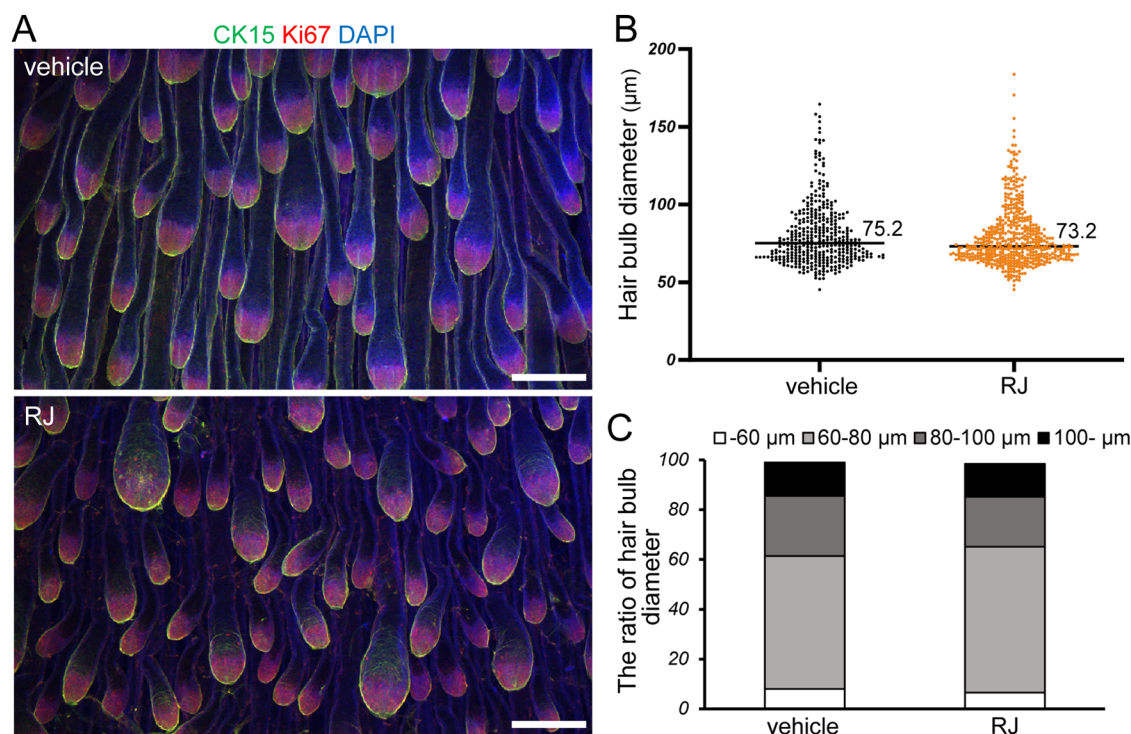 A
CK15 Ki67 DAPI
vehicle
RJ
B
Hair bulb diameter (μm)
200
150
100
50
0
75.2
73.2
vehicle
RJ
C
-60 μm 60-80 μm 80-100 μm 100- μm
The ratio of hair bulb
diameter
100
80
60
40
20
0
vehicle
RJ